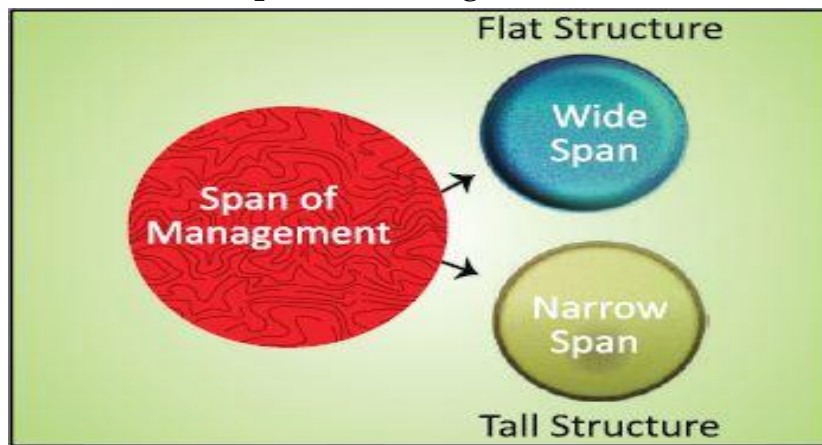 Flat Structure
Wide
Span
Span of
Management
Narrow
Span
Tall Structure